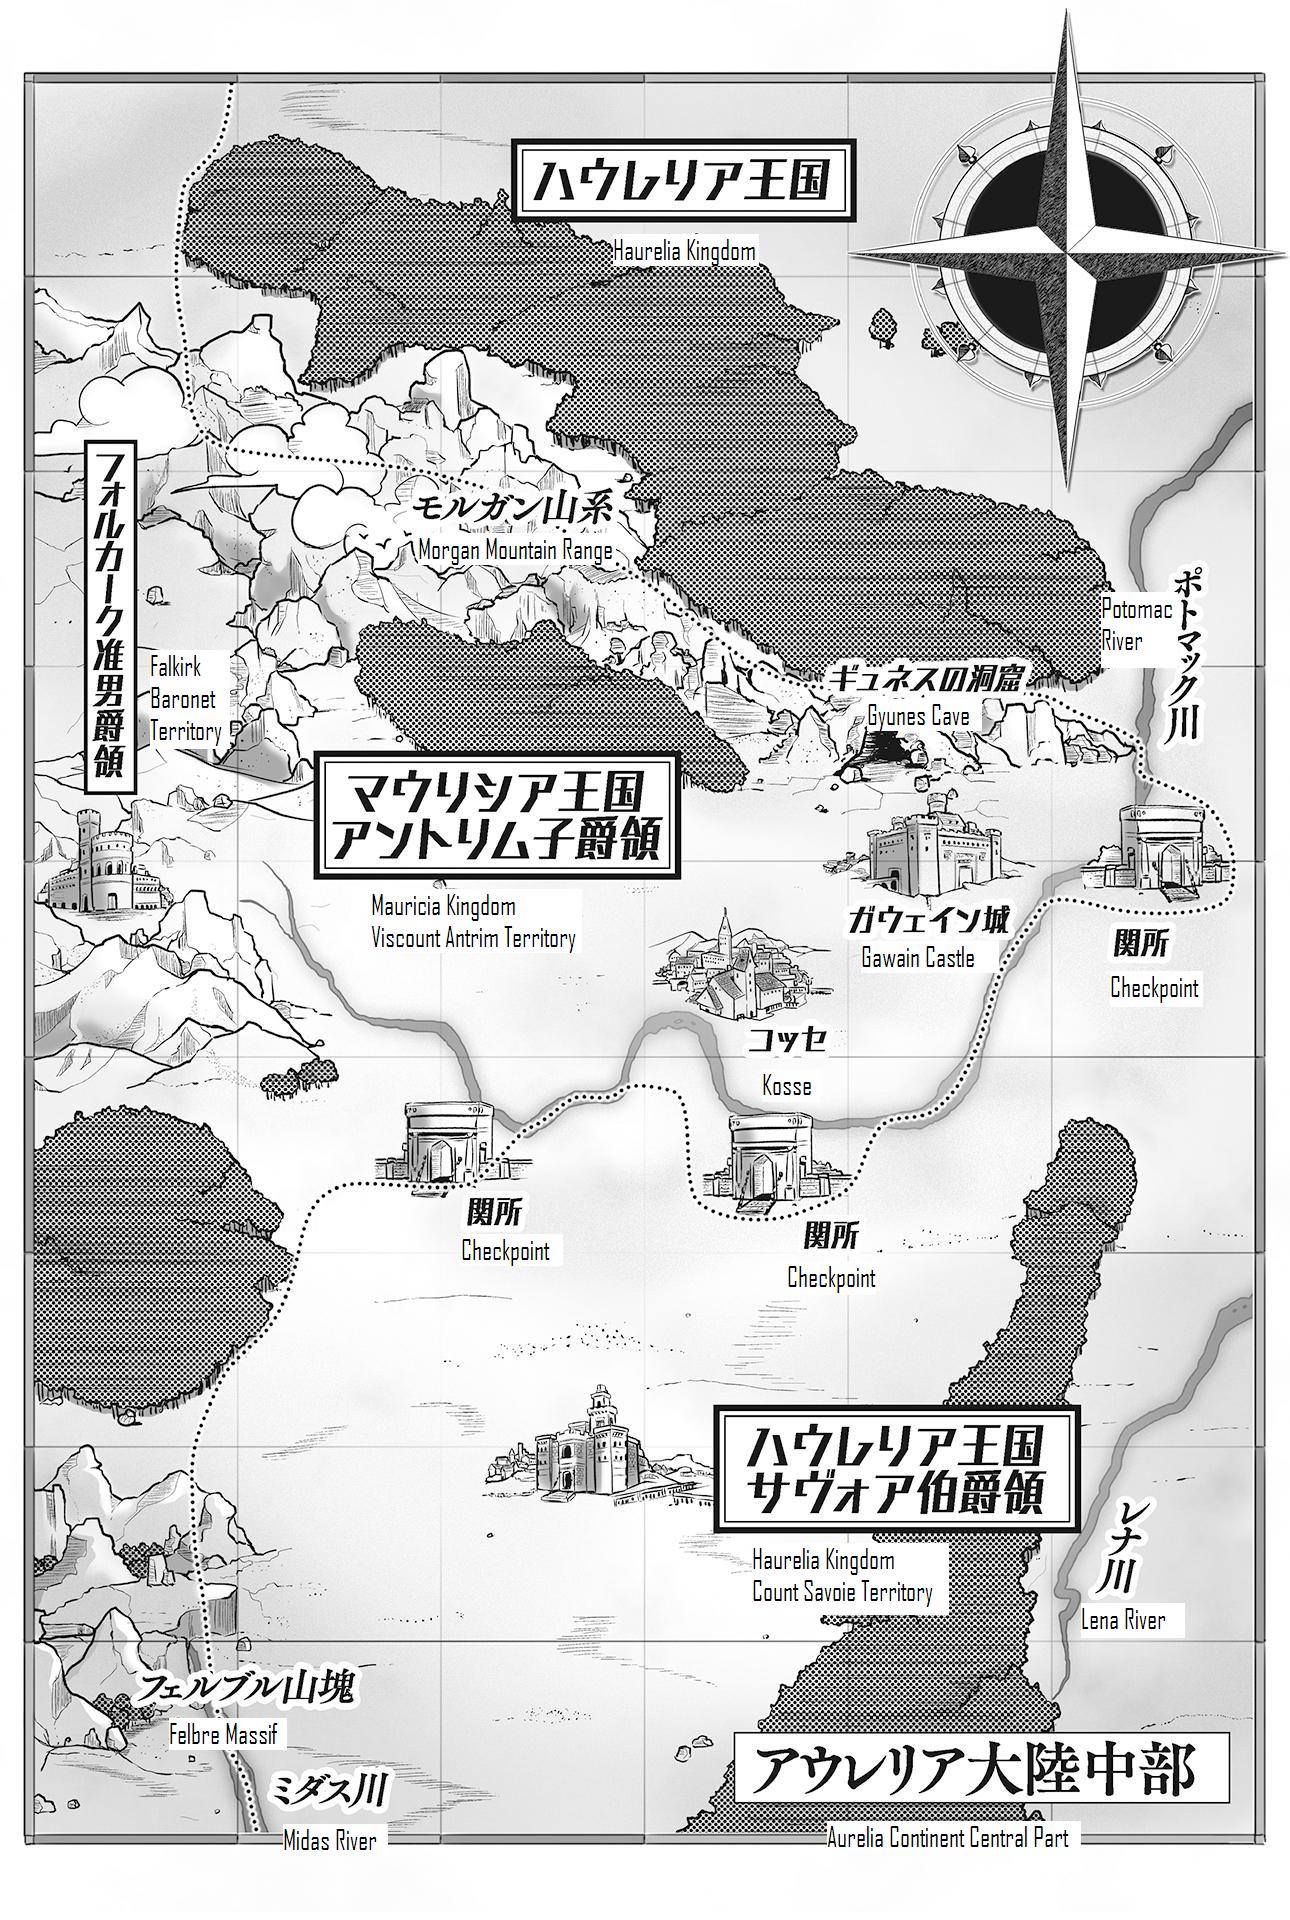 ハウレリア王国
Haurelia Kingdom
モルガン山系
Morgan Mountain Range
フォルカーク准男爵領
Falkirk
Baronet
Territory
ポトマック川
Potomac
River
ギュネスの洞窟
Gyunes Cave
マウリシア王国
アントリム子爵領
Mauricia Kingdom
Viscount Antrim Territory
ガウェイン城
Gawain Castle
関所
Checkpoint
コッセ
Kosse
関所
Checkpoint
関所
Checkpoint
ハウレリア王国
サヴォア伯爵領
Haurelia Kingdom
Count Savoie Territory
レナ川
Lena River
フェルブル山塊
Felbre Massif
ミダス川
Midas River
アウレリア大陸中部
Aurelia Continent Central Part